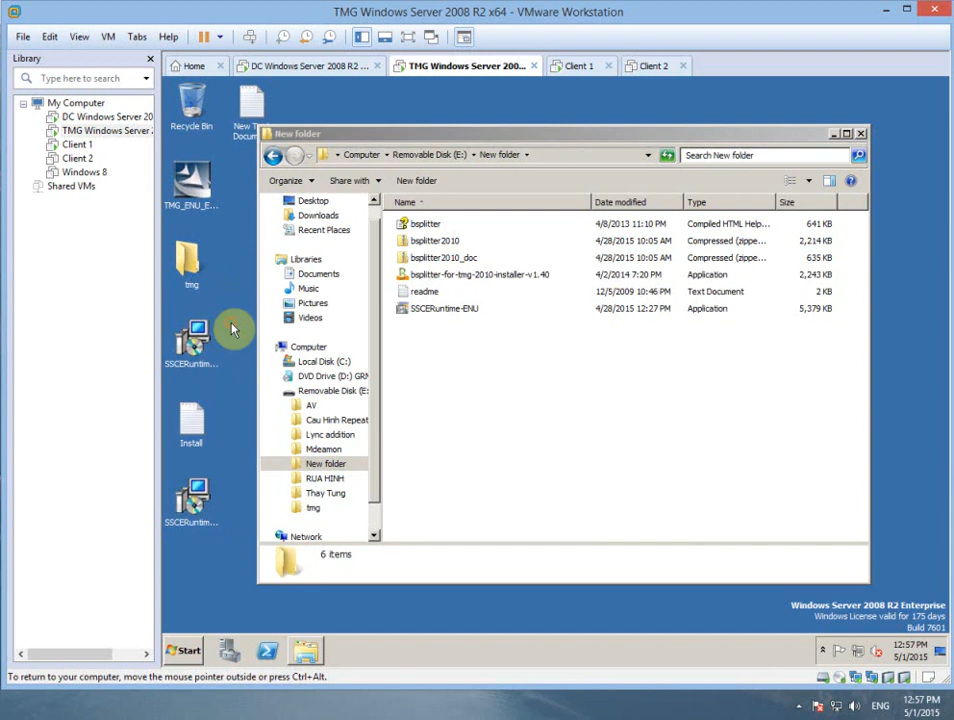 TMG Windows Server 2008 R2 x64 - VMware Workstation
File Edit View VM Tabs Help
Library
Type here to search
My Computer
DC Windows Server 20
TMG Windows Server 2
Client 1
Client 2
Windows 8
Shared VMs
Home
DC Windows Server 2008 R2 ...
TMG Windows Server 200...
Client 1
Client 2
Recycle Bin
TMG_ENU_E...
tmg
SSCERuntim...
Install
SSCERuntim...
New T
Docum
New folder
Computer Removable Disk (E:) New folder
Search New folder
Organize Share with New folder
Desktop
Downloads
Recent Places
Libraries
Documents
Music
Pictures
Videos
Computer
Local Disk (C:)
DVD Drive (D:) GRM
Removable Disk (E:
AV
Cau Hinh Repeat
Lync addition
Mdeamon
New folder
RUA HINH
Thay Tung
tmg
Network
Name Date modified Type Size
bsplitter 4/8/2013 11:10 PM Compiled HTML Help... 641 KB
bsplitter2010 4/28/2015 10:05 AM Compressed (zippe... 2,214 KB
bsplitter2010_doc 4/28/2015 10:05 AM Compressed (zippe... 635 KB
bsplitter-for-tmg-2010-installer-v1.40 4/2/2014 7:20 PM Application 2,243 KB
readme 12/5/2009 10:46 PM Text Document 2 KB
SSCERuntime-ENU 4/28/2015 12:27 PM Application 5,379 KB
6 items
Windows Server 2008 R2 Enterprise
Windows License valid for 175 days
Build 7601
Start
12:57 PM
5/1/2015
To return to your computer, move the mouse pointer outside or press Ctrl+Alt.
ENG
12:57 PM
5/1/2015